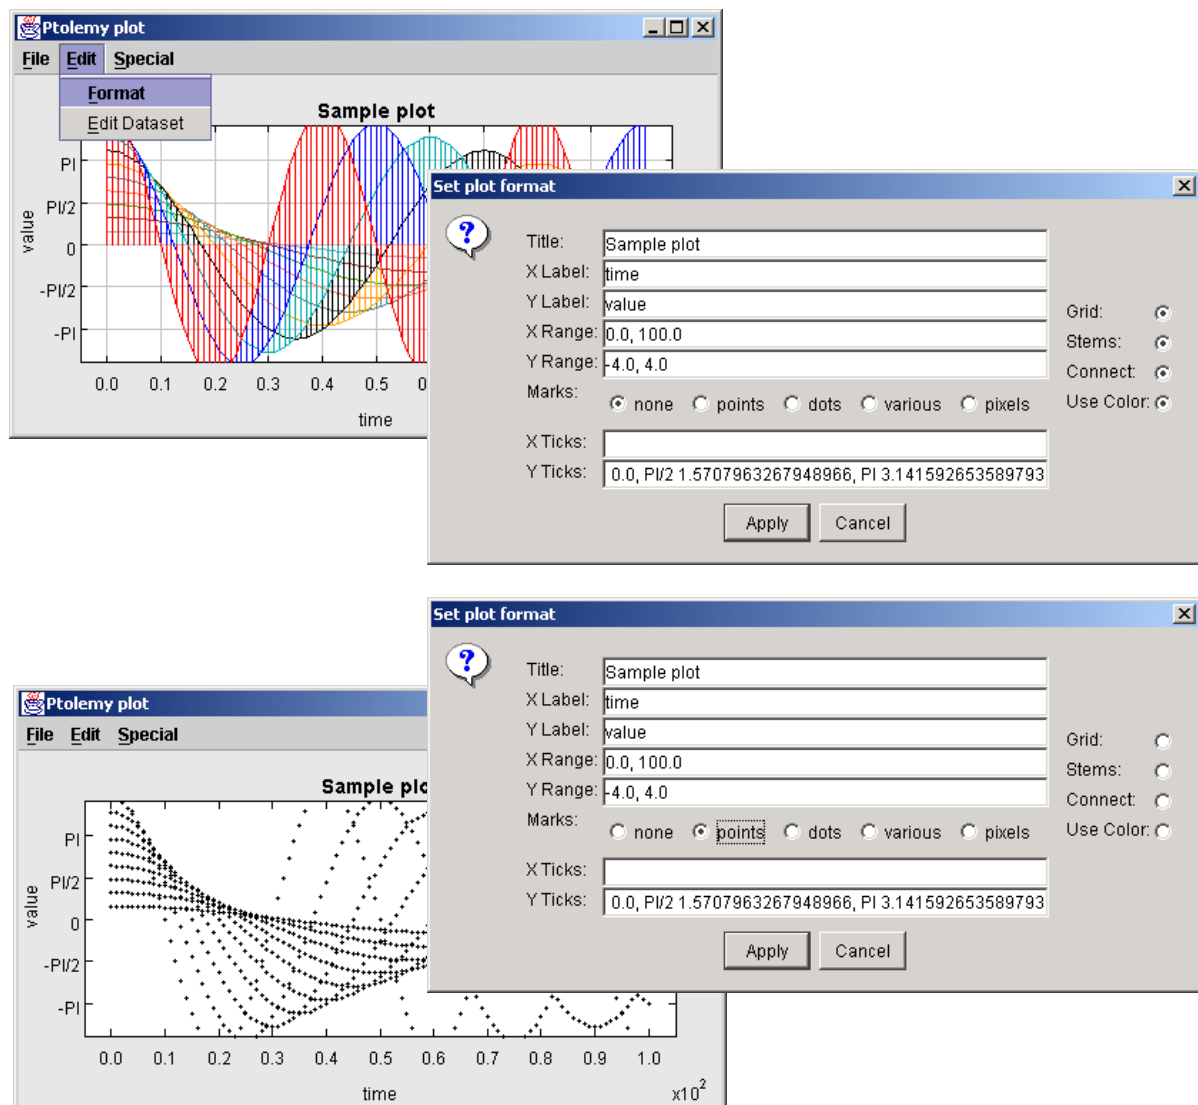 Ptolemy plot
File Edit Special
Format
Edit Dataset
Sample plot
PI
PI/2
0
-PI/2
-PI
value
0.0 0.1 0.2 0.3 0.4 0.5
time
Set plot format
?
Title: Sample plot
X Label: time
Y Label: value
X Range: 0.0, 100.0
Y Range: -4.0, 4.0
Marks: none points dots various pixels
Grid:
Stems:
Connect:
Use Color:
X Ticks:
Y Ticks: 0.0, PI/2 1.5707963267948966, PI 3.141592653589793
Apply Cancel
Set plot format
?
Title: Sample plot
X Label: time
Y Label: value
X Range: 0.0, 100.0
Y Range: -4.0, 4.0
Marks: none points dots various pixels
Grid:
Stems:
Connect:
Use Color:
X Ticks:
Y Ticks: 0.0, PI/2 1.5707963267948966, PI 3.141592653589793
Apply Cancel
Ptolemy plot
File Edit Special
Sample plo
PI
PI/2
0
-PI/2
-PI
value
0.0 0.1 0.2 0.3 0.4 0.5 0.6 0.7 0.8 0.9 1.0
time x10²